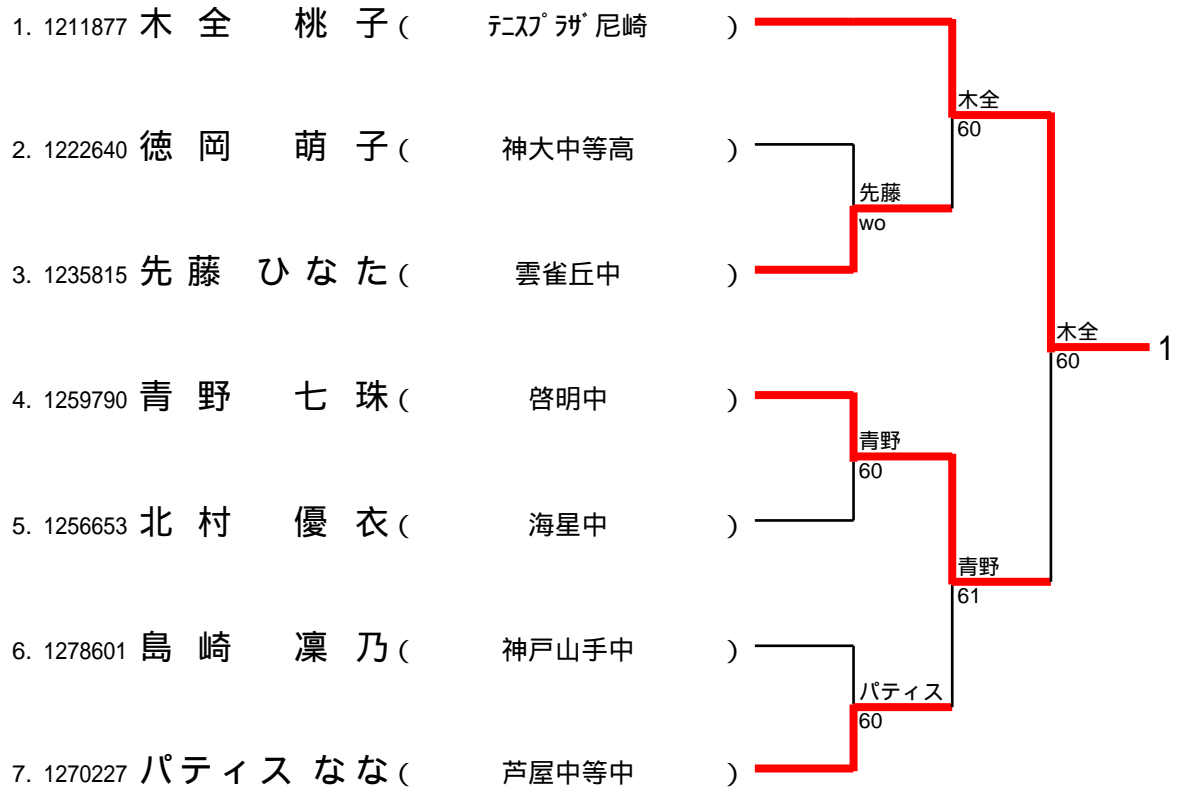 1. 1211877 木 全 桃 子 ( ﾃﾆｽﾌﾟﾗｻﾞ尼崎 )
木全
60
2. 1222640 徳 岡 萌 子 ( 神大中等高 )
先藤
wo
3. 1235815 先 藤 ひ な た ( 雲雀丘中 )
木全
60
1
4. 1259790 青 野 七 珠 ( 啓明中 )
青野
60
5. 1256653 北 村 優 衣 ( 海星中 )
青野
61
6. 1278601 島 崎 凜 乃 ( 神戸山手中 )
パティス
60
7. 1270227 パティス なな ( 芦屋中等中 )